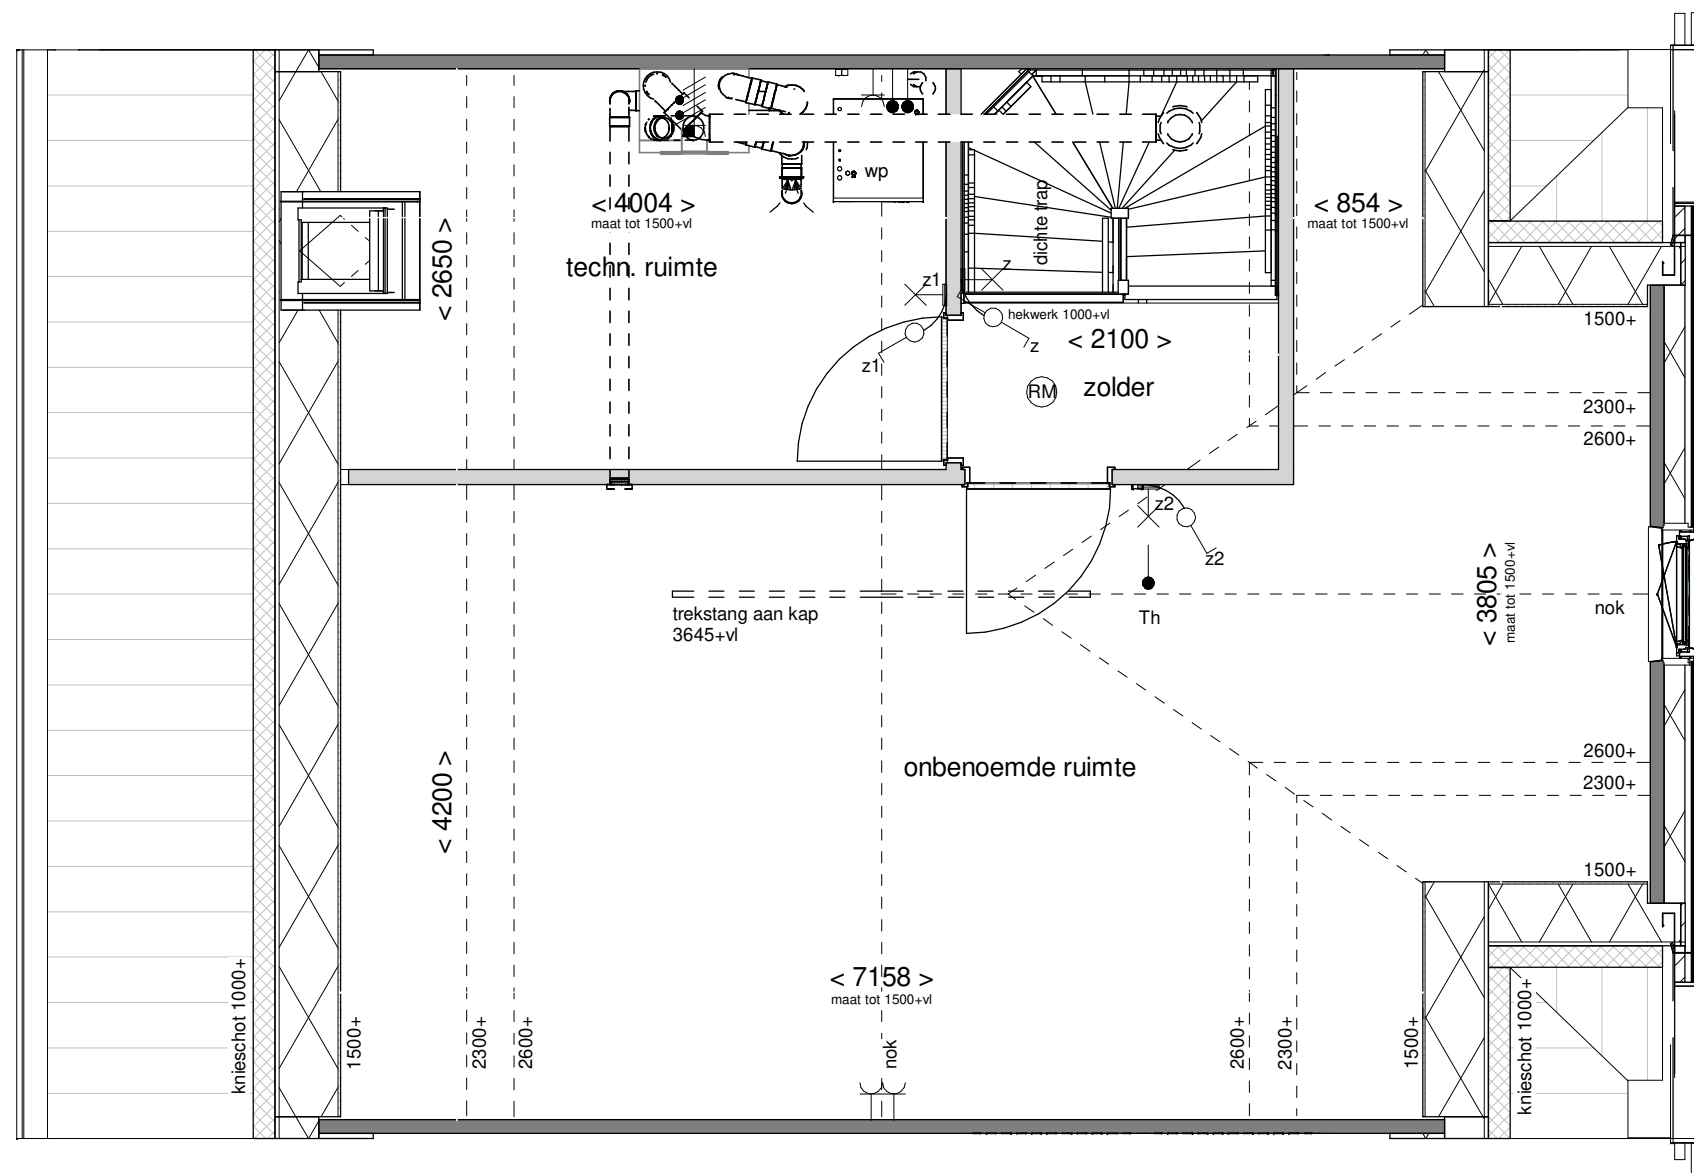 wp
< 4004 >
maat tot 1500+vl
< 854 >
maat tot 1500+vl
dichte trap
< 2650 >
techn. ruimte
z1
z
hekwerk 1000+vl
z
< 2100 >
z1
RM
zolder
1500+
2300+
2600+
z2
z2
Th
trekstang aan kap
3645+vl
< 3805 >
maat tot 1500+vl
nok
onbenoemde ruimte
< 4200 >
2600+
2300+
1500+
< 7158 >
maat tot 1500+vl
knieschot 1000+
1500+
2300+
2600+
nok
2600+
2300+
1500+
knieschot 1000+